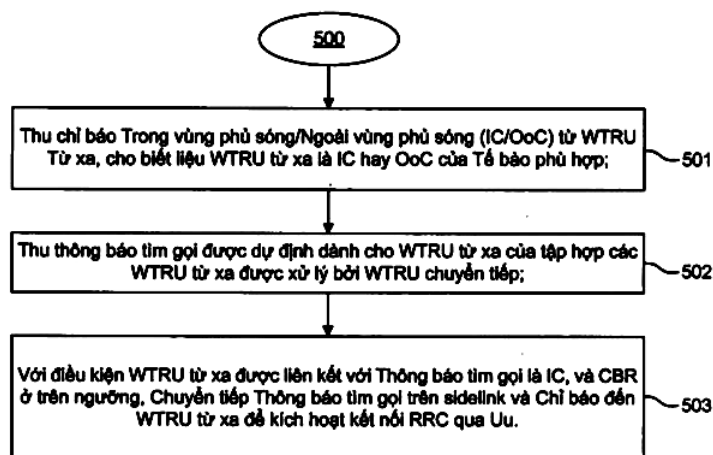 500
Thu chỉ báo Trong vùng phủ sóng/Ngoài vùng phủ sóng (IC/OoC) từ WTRU
Từ xa, cho biết liệu WTRU từ xa là IC hay OoC của Tế bào phù hợp;
501
Thu thông báo tìm gọi được dự định dành cho WTRU từ xa của tập hợp các
WTRU từ xa được xử lý bởi WTRU chuyển tiếp;
502
Với điều kiện WTRU từ xa được liên kết với Thông báo tìm gọi là IC, và CBR
ở trên ngưỡng, Chuyển tiếp Thông báo tìm gọi trên sidelink và Chỉ báo đến
WTRU từ xa để kích hoạt kết nối RRC qua Uu.
503